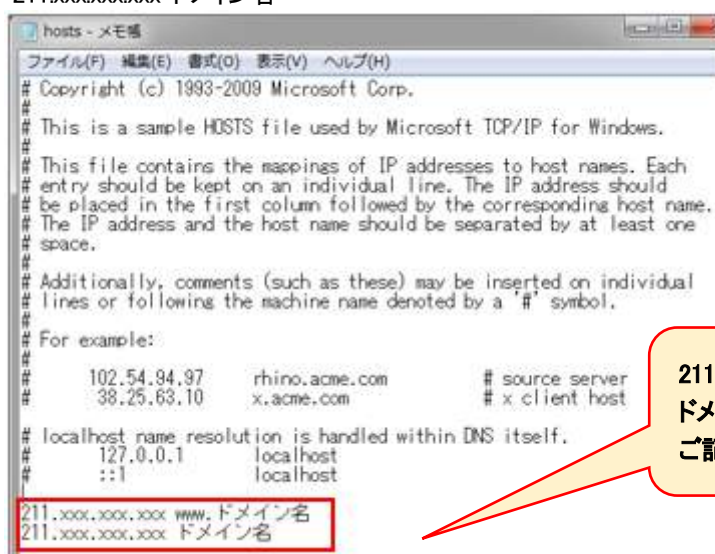 hosts - メモ帳
ファイル(F) 編集(E) 書式(O) 表示(V) ヘルプ(H)
# Copyright (c) 1993-2009 Microsoft Corp.
#
# This is a sample HOSTS file used by Microsoft TCP/IP for Windows.
#
# This file contains the mappings of IP addresses to host names. Each
# entry should be kept on an individual line. The IP address should
# be placed in the first column followed by the corresponding host name.
# The IP address and the host name should be separated by at least one
# space.
#
# Additionally, comments (such as these) may be inserted on individual
# lines or following the machine name denoted by a '#' symbol.
#
# For example:
#
# 102.54.94.97 rhino.acme.com # source server
# 38.25.63.10 x.acme.com # x client host
# localhost name resolution is handled within DNS itself.
# 127.0.0.1 localhost
# ::1 localhost
211.xxx.xxx.xxx www.ドメイン名
211.xxx.xxx.xxx ドメイン名
211
ドメ
ご